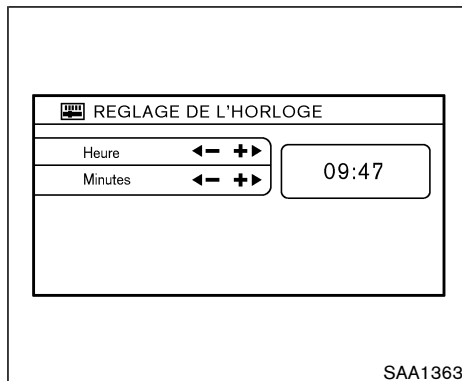 REGLAGE DE L'HORLOGE
Heure
Minutes
09:47
SAA1363